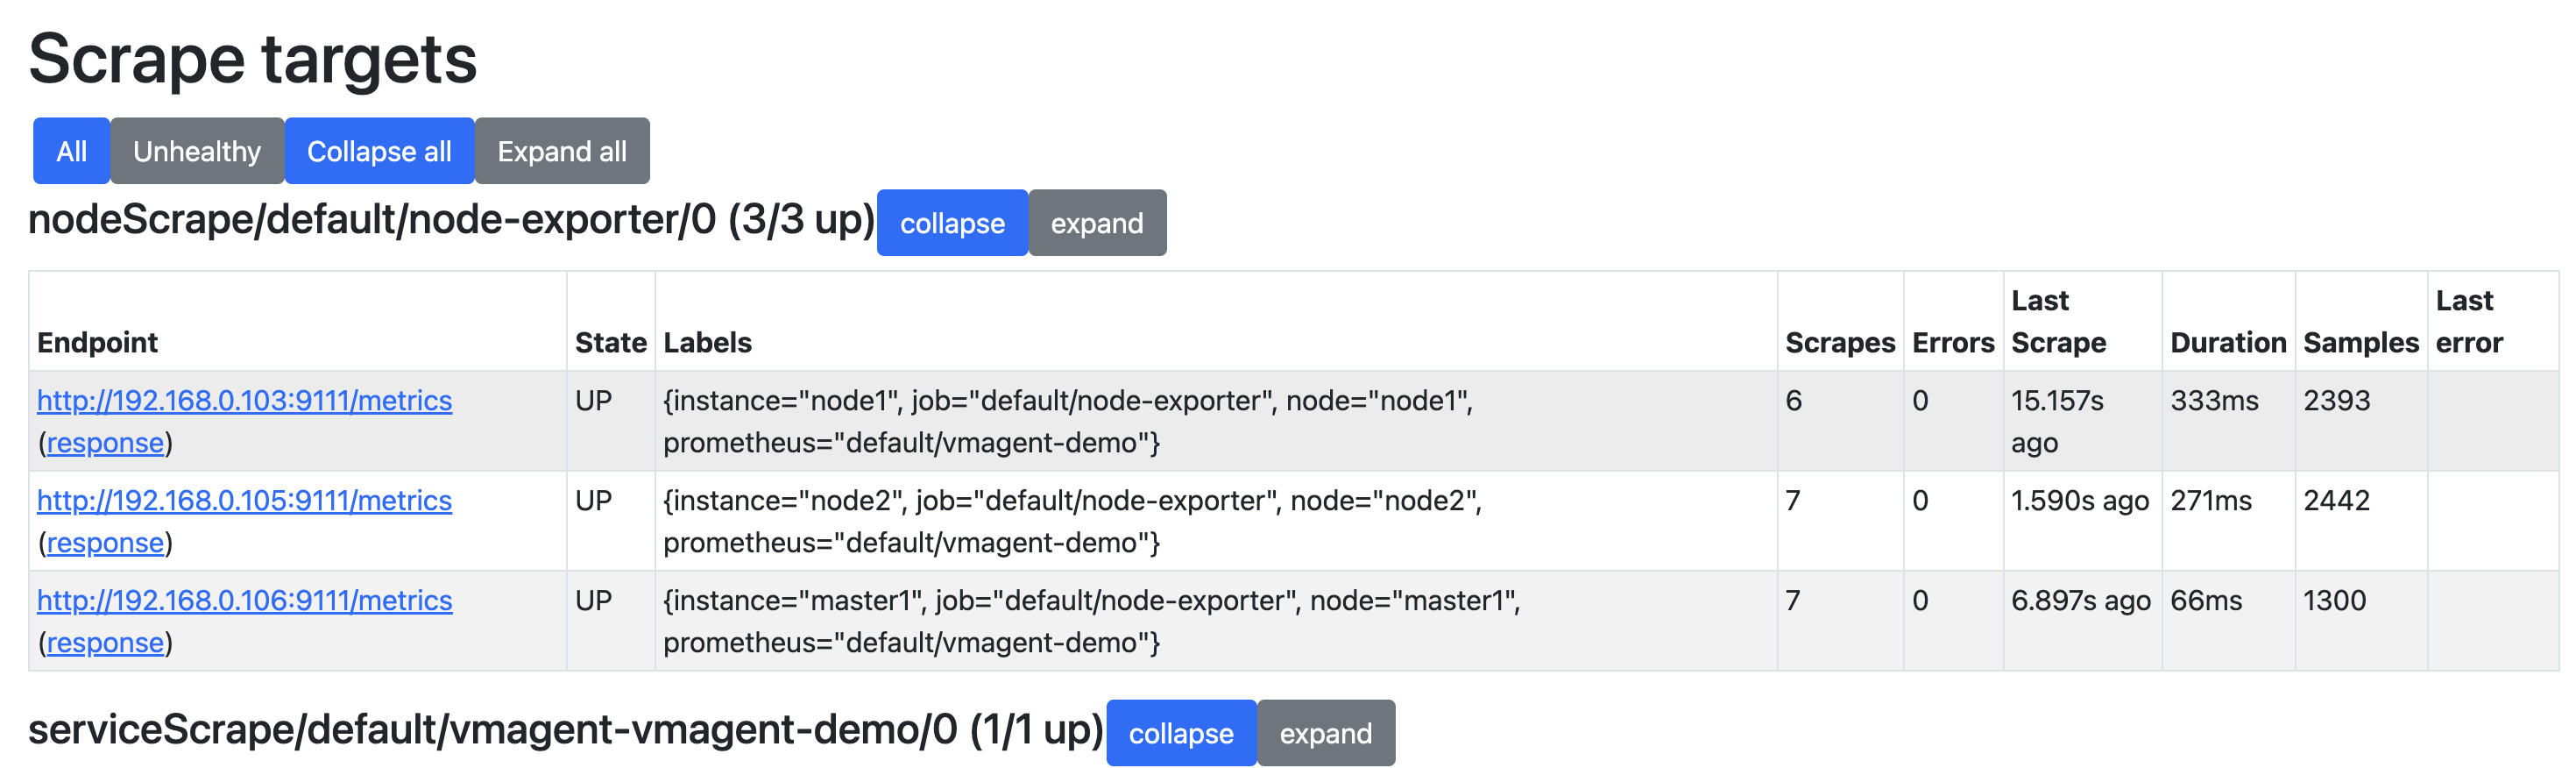 Scrape targets
All Unhealthy Collapse all Expand all
nodeScrape/default/node-exporter/0 (3/3 up) collapse expand
Endpoint State Labels Scrapes Errors Last Scrape Duration Samples Last error
http://192.168.0.103:9111/metrics UP {instance="node1", job="default/node-exporter", node="node1", 6 0 15.157s 333ms 2393
(response) prometheus="default/vmagent-demo"} ago
http://192.168.0.105:9111/metrics UP {instance="node2", job="default/node-exporter", node="node2", 7 0 1.590s ago 271ms 2442
(response) prometheus="default/vmagent-demo"}
http://192.168.0.106:9111/metrics UP {instance="master1", job="default/node-exporter", node="master1", 7 0 6.897s ago 66ms 1300
(response) prometheus="default/vmagent-demo"}
serviceScrape/default/vmagent-vmagent-demo/0 (1/1 up) collapse expand